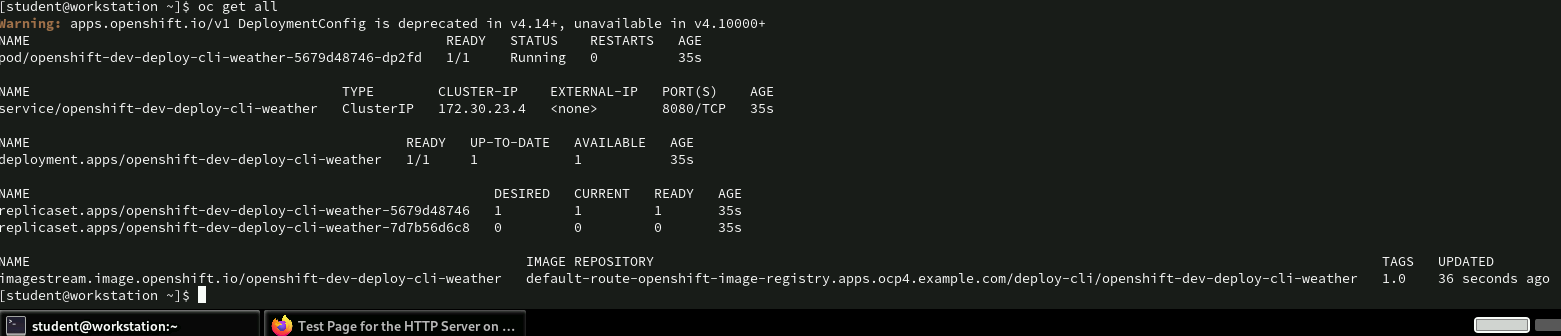 [student@workstation ~]$ oc get all
Warning: apps.openshift.io/v1 DeploymentConfig is deprecated in v4.14+, unavailable in v4.10000+
NAME READY STATUS RESTARTS AGE
pod/openshift-dev-deploy-cli-weather-5679d48746-dp2fd 1/1 Running 0 35s
NAME TYPE CLUSTER-IP EXTERNAL-IP PORT(S) AGE
service/openshift-dev-deploy-cli-weather ClusterIP 172.30.23.4 <none> 8080/TCP 35s
NAME READY UP-TO-DATE AVAILABLE AGE
deployment.apps/openshift-dev-deploy-cli-weather 1/1 1 1 35s
NAME DESIRED CURRENT READY AGE
replicaset.apps/openshift-dev-deploy-cli-weather-5679d48746 1 1 1 35s
replicaset.apps/openshift-dev-deploy-cli-weather-7d7b56d6c8 0 0 0 35s
NAME IMAGE REPOSITORY TAGS UPDATED
imagestream.image.openshift.io/openshift-dev-deploy-cli-weather default-route-openshift-image-registry.apps.ocp4.example.com/deploy-cli/openshift-dev-deploy-cli-weather 1.0 36 seconds ago
[student@workstation ~]$
student@workstation:~ Test Page for the HTTP Server on ...